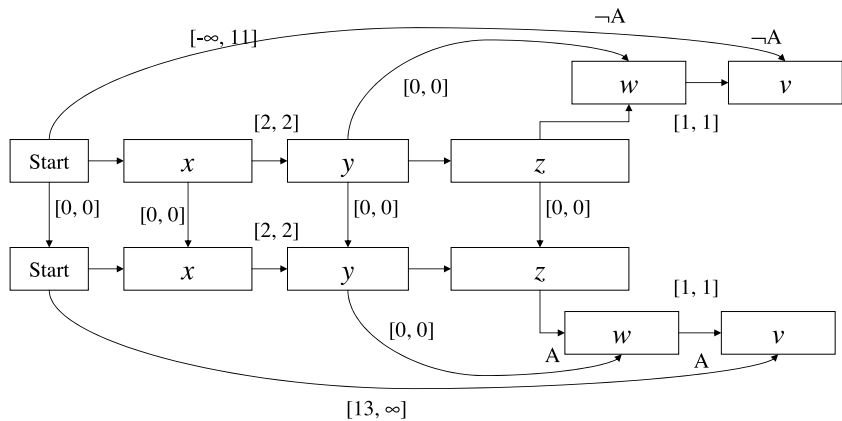 ¬A
[-∞, 11]
¬A
w
v
[0, 0]
[2, 2]
[1, 1]
Start
x
y
z
[0, 0]
[0, 0]
[0, 0]
[0, 0]
[2, 2]
Start
x
y
z
[1, 1]
[0, 0]
w
v
A
A
[13, ∞]